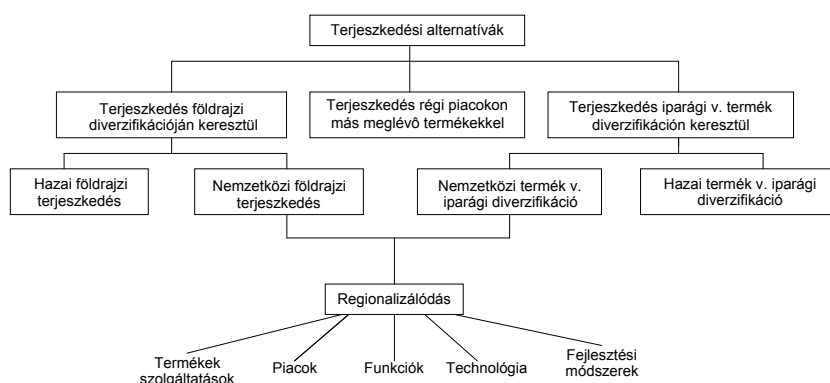 Terjeszkedési alternatívák
Terjeszkedés földrajzi
diverzifikációján keresztül
Terjeszkedés régi piacokon
más meglévô termékekkel
Terjeszkedés iparági v. termék
diverzifikáción keresztül
Hazai földrajzi
terjeszkedés
Nemzetközi földrajzi
terjeszkedés
Nemzetközi termék v.
iparági diverzifikáció
Hazai termék v. iparági
diverzifikáció
Regionalizálódás
Termékek
szolgáltatások
Piacok
Funkciók
Technológia
Fejlesztési
módszerek